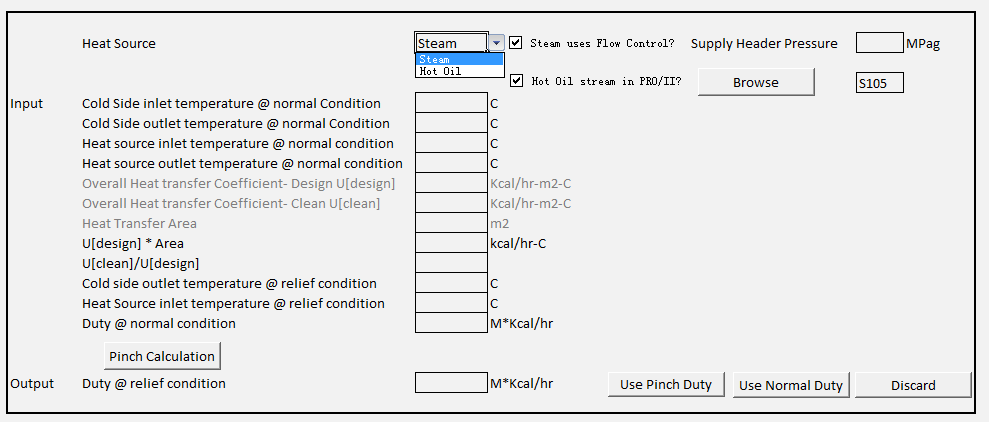 Heat Source Steam Steam uses Flow Control? Supply Header Pressure MPag
Steam
Hot Oil
Hot Oil stream in PRO/II? Browse S105
Input Cold Side inlet temperature @ normal Condition C
Cold Side outlet temperature @ normal Condition C
Heat source inlet temperature @ normal condition C
Heat source outlet temperature @ normal condition C
Overall Heat transfer Coefficient- Design U[design] Kcal/hr-m2-C
Overall Heat transfer Coefficient- Clean U[clean] Kcal/hr-m2-C
Heat Transfer Area m2
U[design] * Area kcal/hr-C
U[clean]/U[design]
Cold side outlet temperature @ relief condition C
Heat Source inlet temperature @ relief condition C
Duty @ normal condition M*Kcal/hr
Pinch Calculation
Output Duty @ relief condition M*Kcal/hr Use Pinch Duty Use Normal Duty Discard